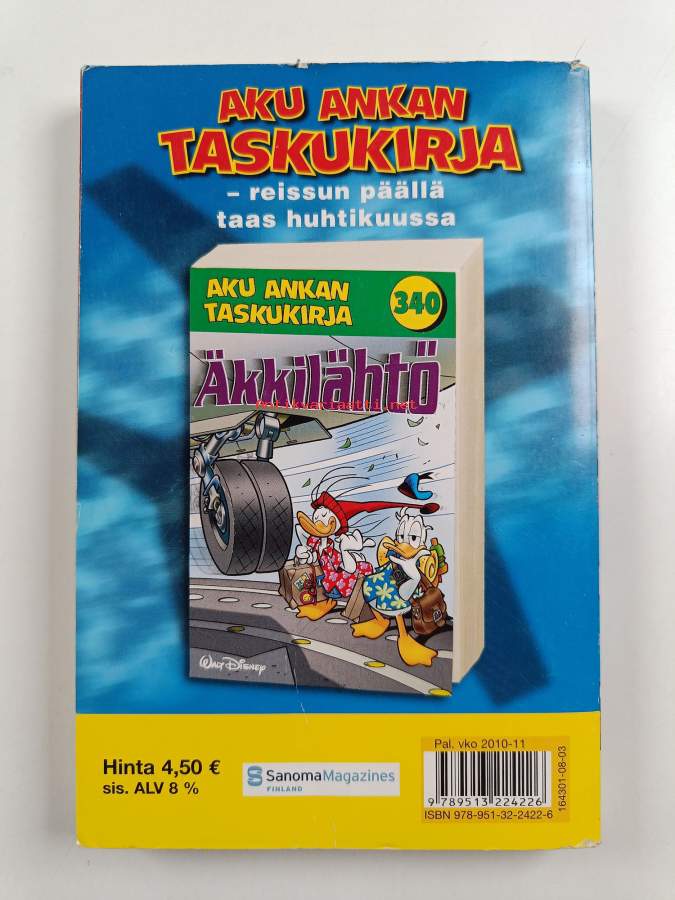 AKU ANKAN
TASKUKIRJA
– reissun päällä
taas huhtikuussa
AKU ANKAN
TASKUKIRJA
340
Äkkilähtö
Antikvariaatti.net
WALT DISNEY
Hinta 4,50 €
sis. ALV 8 %
SanomaMagazines
FINLAND
Pal. vko 2010-11
9 789513 224226
ISBN 978-951-32-2422-6
164301-08-03